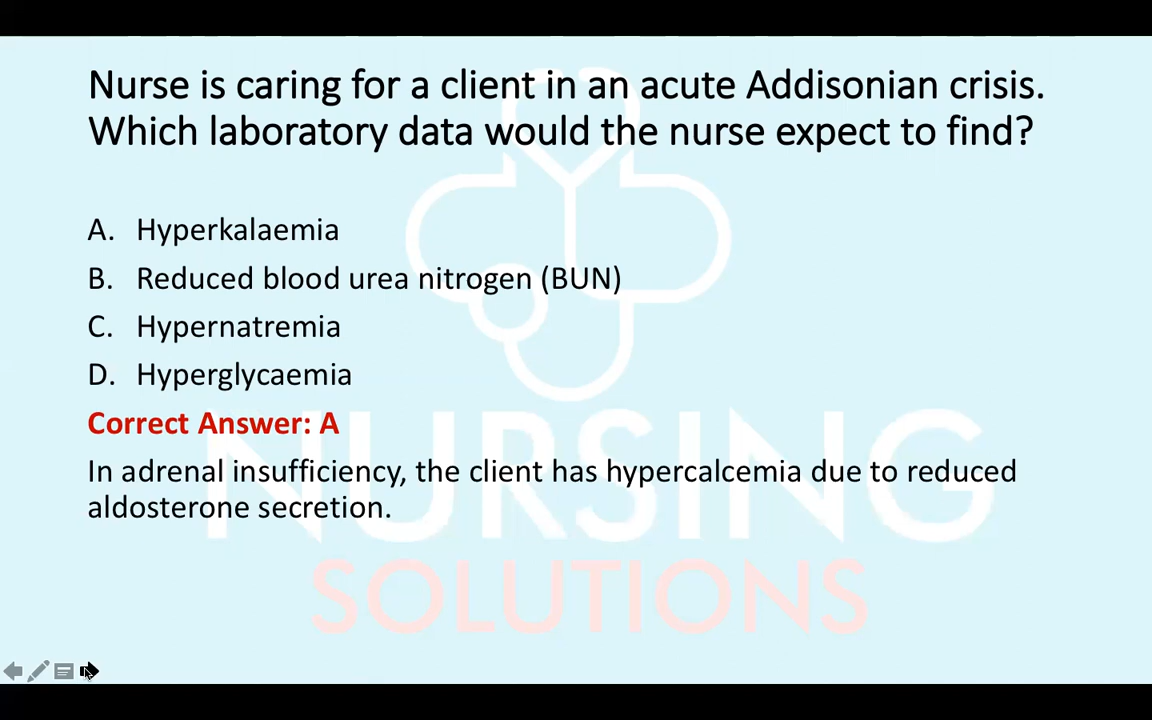 Nurse is caring for a client in an acute Addisonian crisis.
Which laboratory data would the nurse expect to find?
A. Hyperkalaemia
B. Reduced blood urea nitrogen (BUN)
C. Hypernatremia
D. Hyperglycaemia
Correct Answer: A
In adrenal insufficiency, the client has hypercalcemia due to reduced
aldosterone secretion.
NURSING
SOLUTIONS